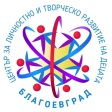 ЦЕНТЪР ЗА ЛИЧНОСТНО И ТВОРЧЕСКО РАЗВИТИЕ НА ДЕЦАТА
БЛАГОЕВГРАД